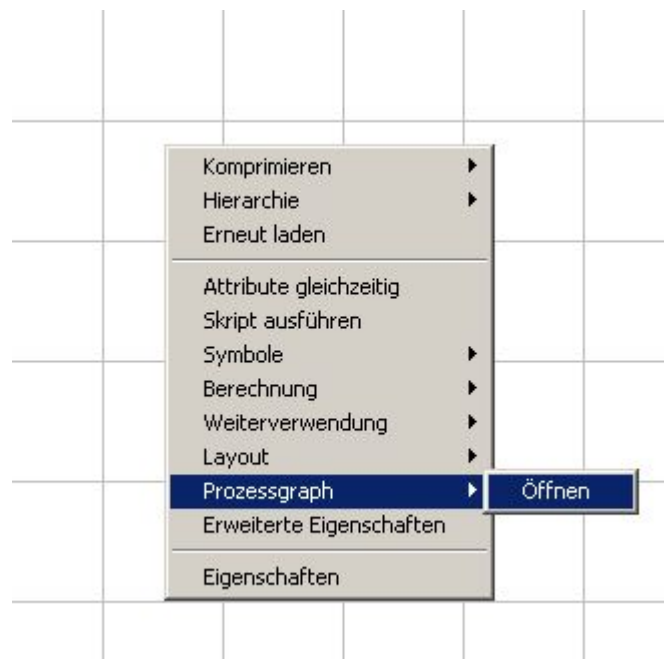 Komprimieren
Hierarchie
Erneut laden
Attribute gleichzeitig
Skript ausführen
Symbole
Berechnung
Weiterverwendung
Layout
Prozessgraph
Öffnen
Erweiterte Eigenschaften
Eigenschaften